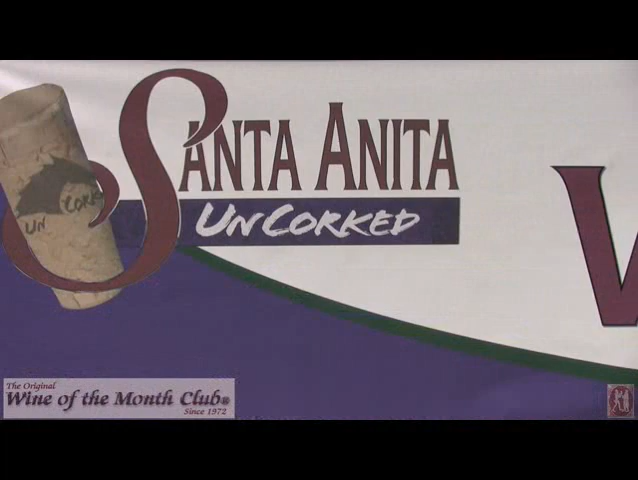 SANTA ANITA
UNCORKED
UN CORKED
The Original
Wine of the Month Club®
Since 1972